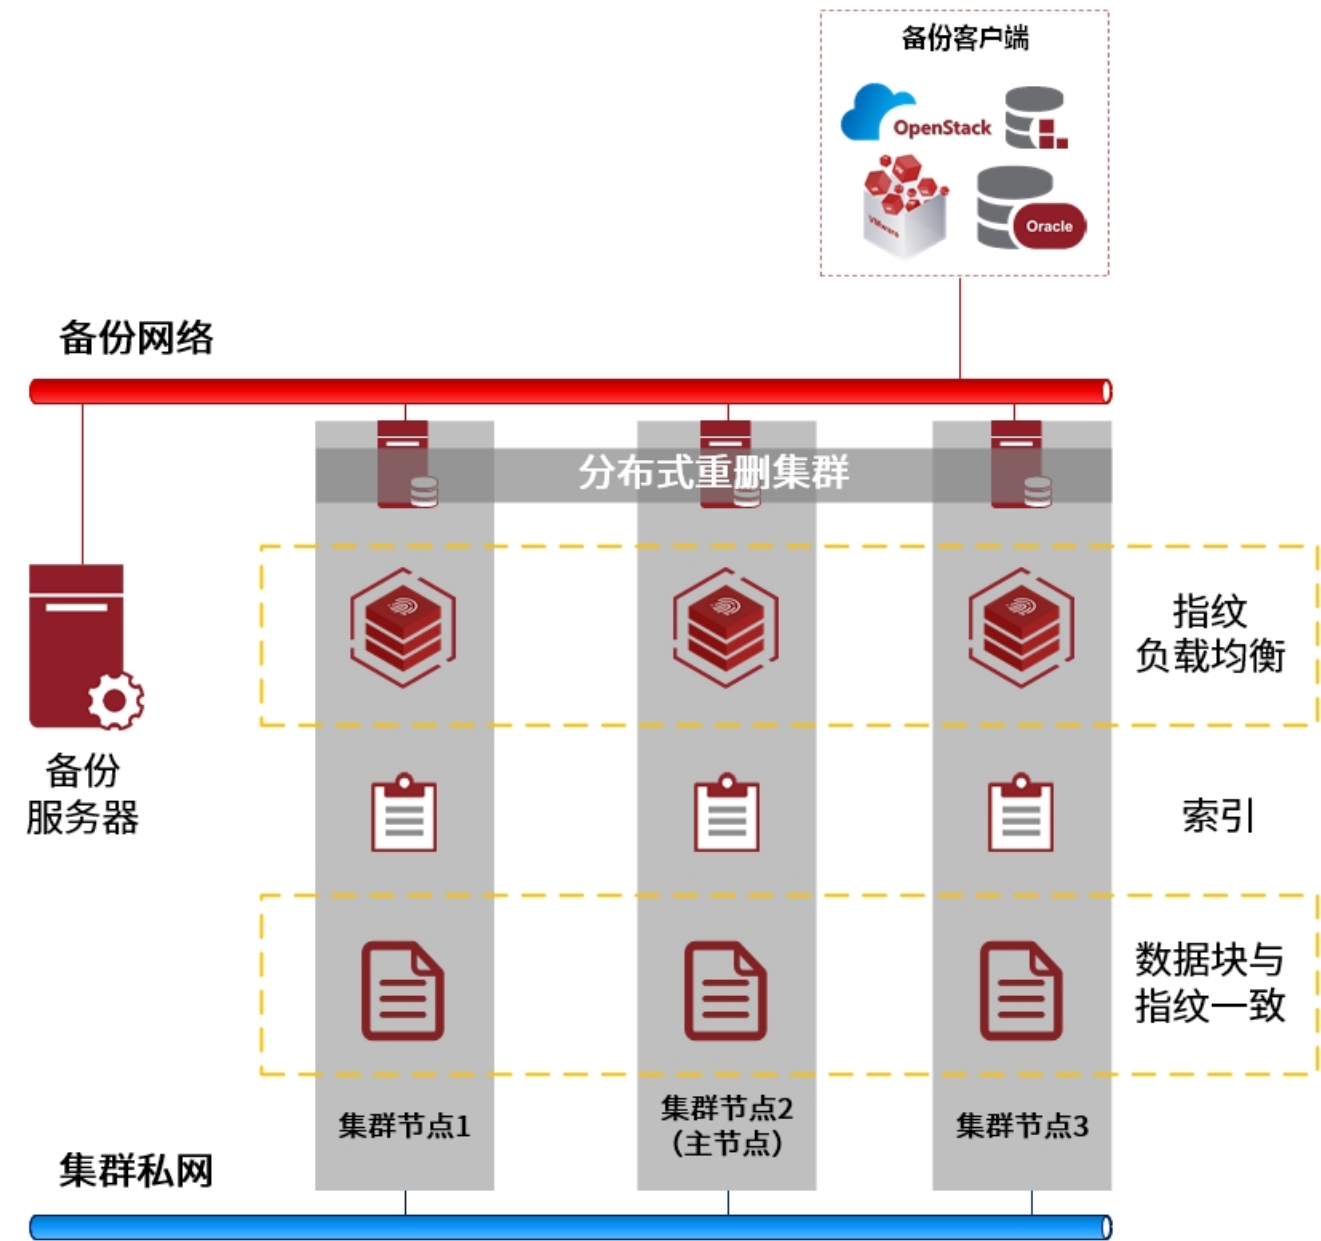 备份客户端
OpenStack
VMware
Oracle
备份网络
分布式重删集群
指纹
负载均衡
备份
服务器
索引
数据块与
指纹一致
集群节点1
集群节点2
（主节点）
集群节点3
集群私网